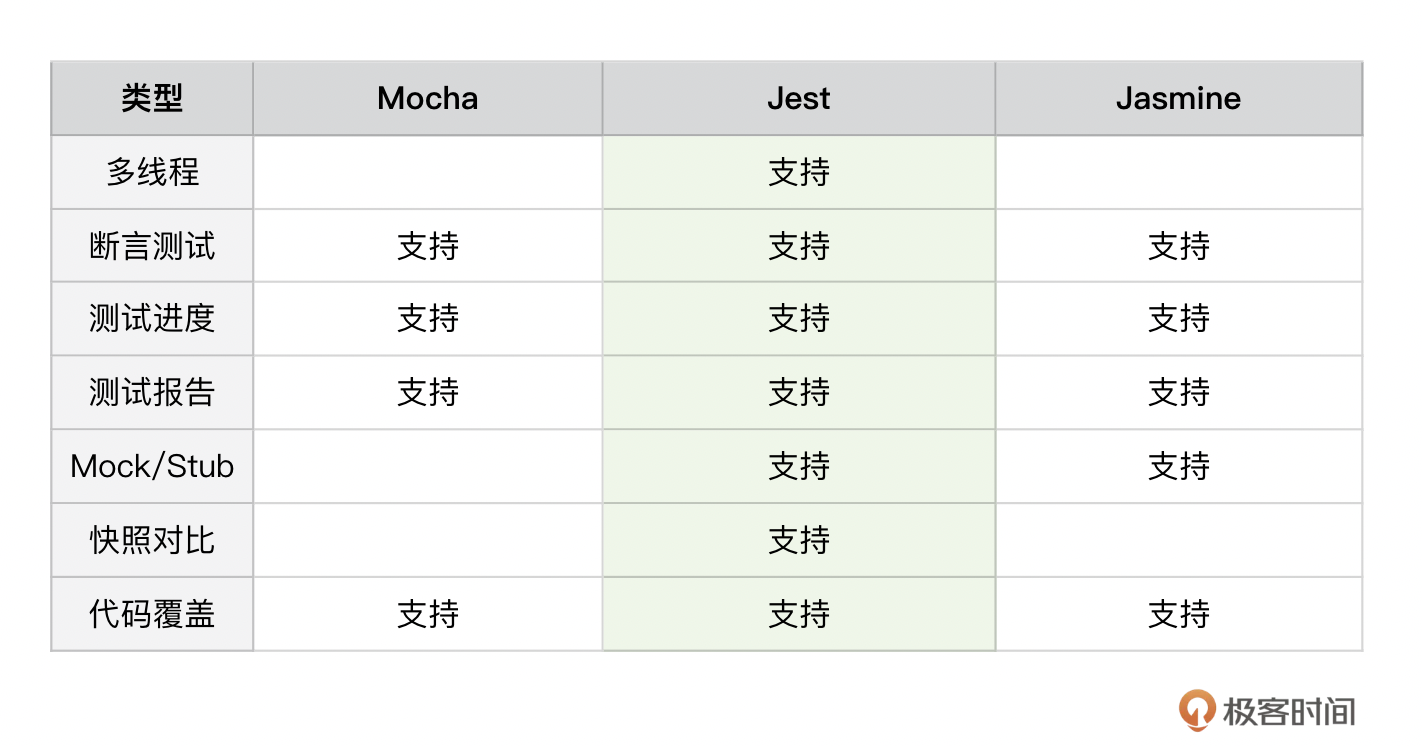 类型 Mocha Jest Jasmine
多线程 支持
断言测试 支持 支持 支持
测试进度 支持 支持 支持
测试报告 支持 支持 支持
Mock/Stub 支持 支持
快照对比 支持
代码覆盖 支持 支持 支持
极客时间